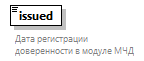 issued
Дата регистрации
доверенности в модуле МЧД